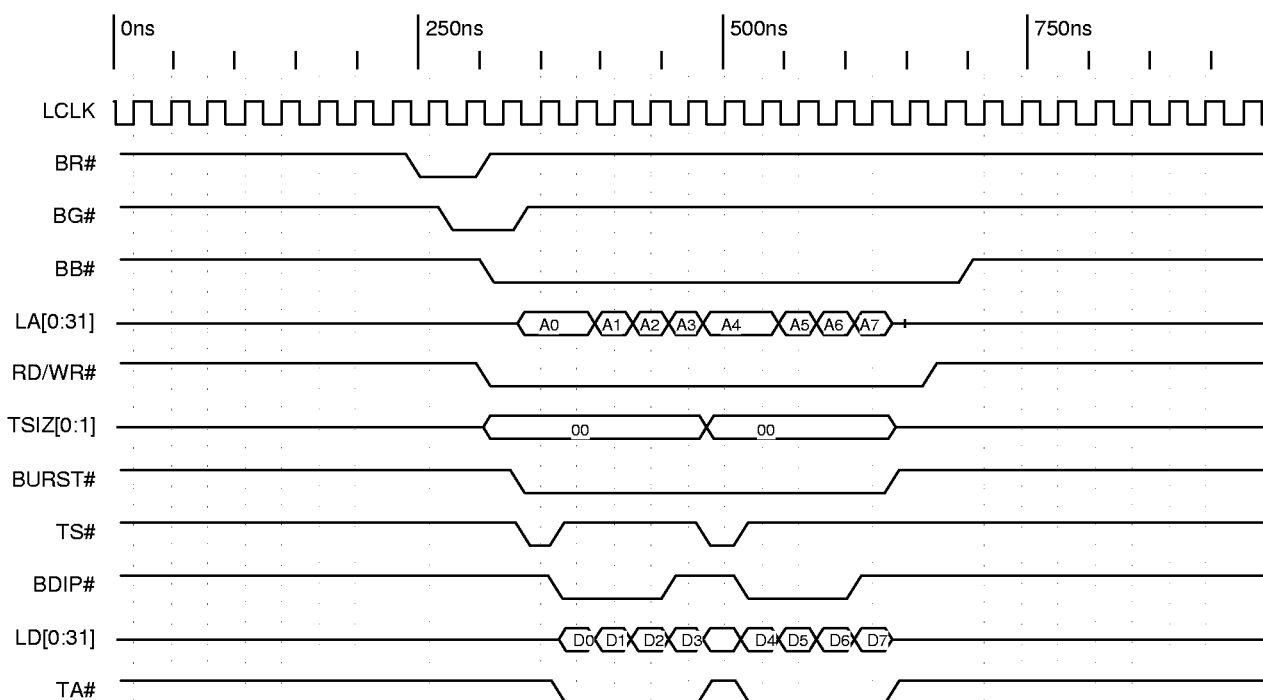 0ns 250ns 500ns 750ns
LCLK
BR#
BG#
BB#
LA[0:31] A0 A1 A2 A3 A4 A5 A6 A7
RD/WR#
TSIZ[0:1] 00 00
BURST#
TS#
BDIP#
LD[0:31] D0 D1 D2 D3 D4 D5 D6 D7
TA#